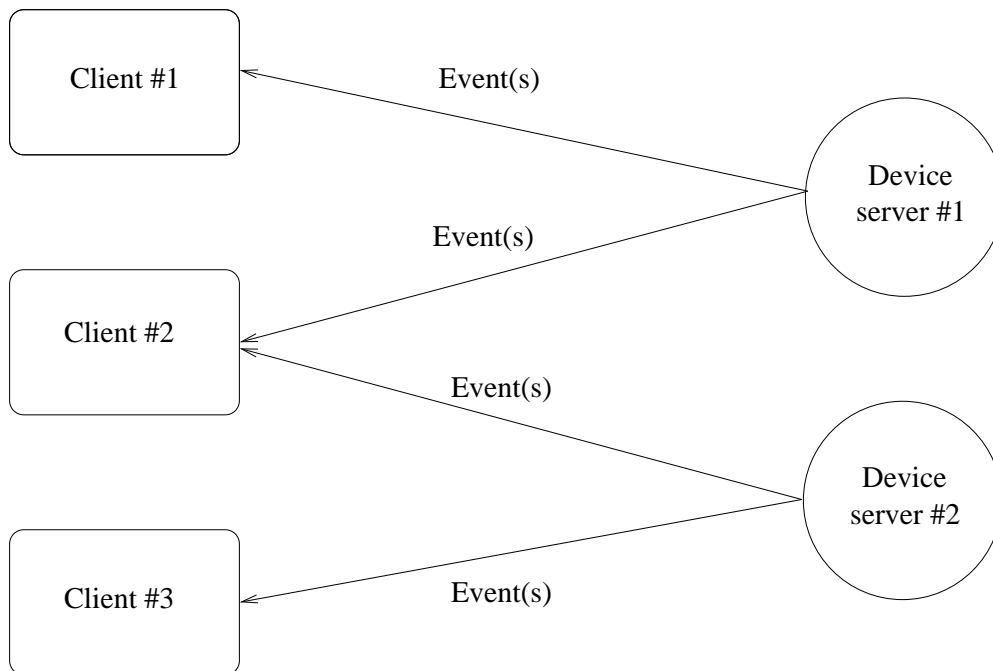 Client #1
Event(s)
Device
server #1
Event(s)
Client #2
Event(s)
Device
server #2
Client #3
Event(s)